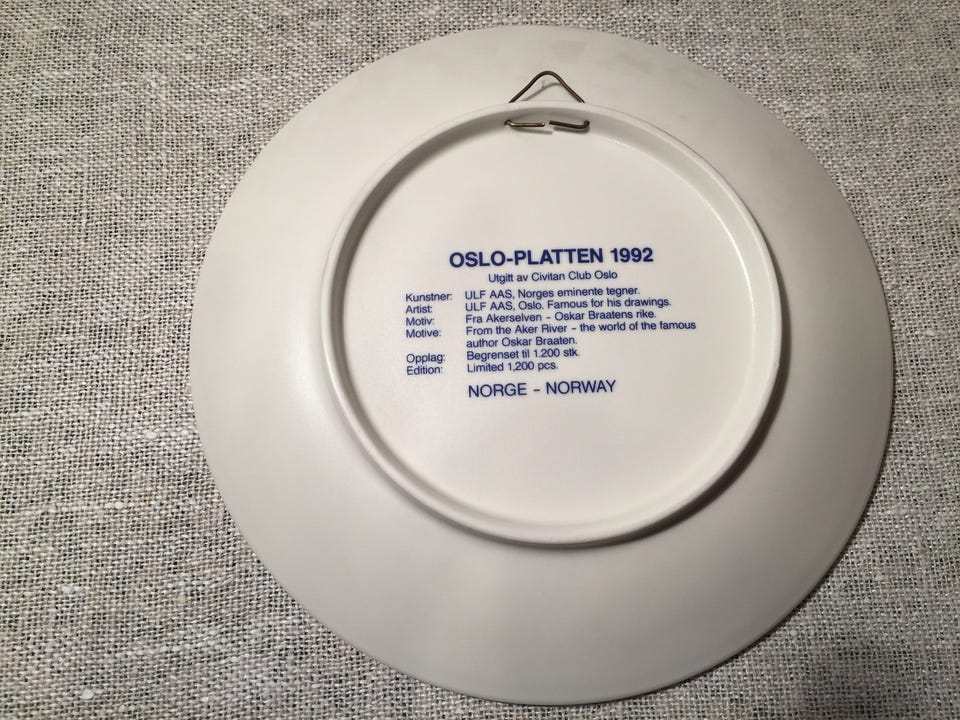 OSLO-PLATTEN 1992
Utgitt av Civitan Club Oslo
Kunstner: ULF AAS, Norges eminente tegner.
Artist: ULF AAS, Oslo. Famous for his drawings.
Motiv: Fra Akerselven - Oskar Braatens rike.
Motive: From the Aker River - the world of the famous
author Oskar Braaten.
Opplag: Begrenset til 1.200 stk.
Edition: Limited 1,200 pcs.
NORGE - NORWAY